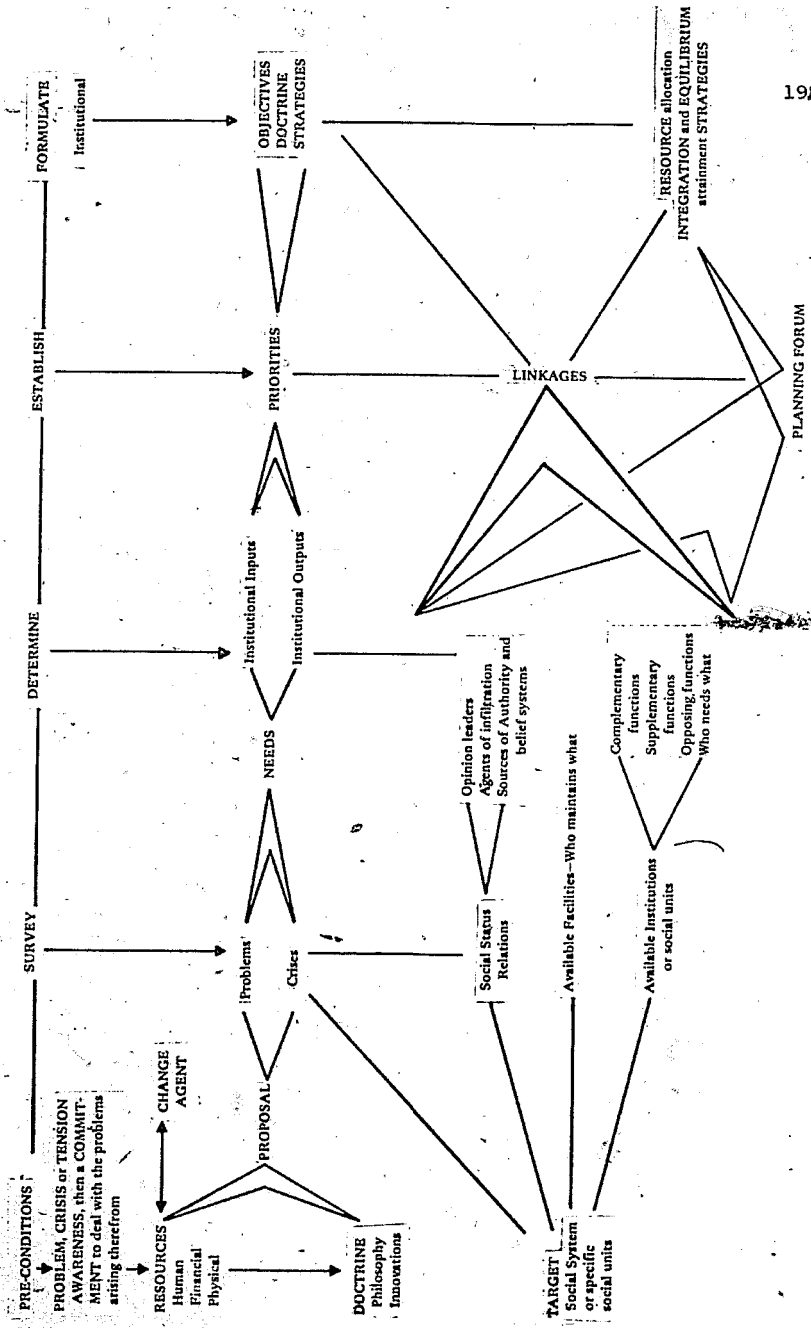 PRE-CONDITIONS
SURVEY
DETERMINE
ESTABLISH
FORMULATE
Institutional
PROBLEM, CRISIS or TENSION
AWARENESS, then a COMMIT-
MENT to deal with the problems
arising therefrom
RESOURCES
Human
Financial
Physical
CHANGE
AGENT
DOCTRINE
Philosophy
Innovations
PROPOSAL
Problems
Crises
NEEDS
Institutional Inputs
Institutional Outputs
PRIORITIES
OBJECTIVES
DOCTRINE
STRATEGIES
TARGET
Social System
or specific
social units
Social Status
Relations
Opinion leaders
Agents of infiltration
Sources of Authority and
belief systems
Available Facilities—Who maintains what
Available Institutions
or social units
Complementary
functions
Supplementary
functions
Opposing functions
Who needs what
LINKAGES
RESOURCE allocation
INTEGRATION and EQUILIBRIUM
attainment STRATEGIES
PLANNING FORUM